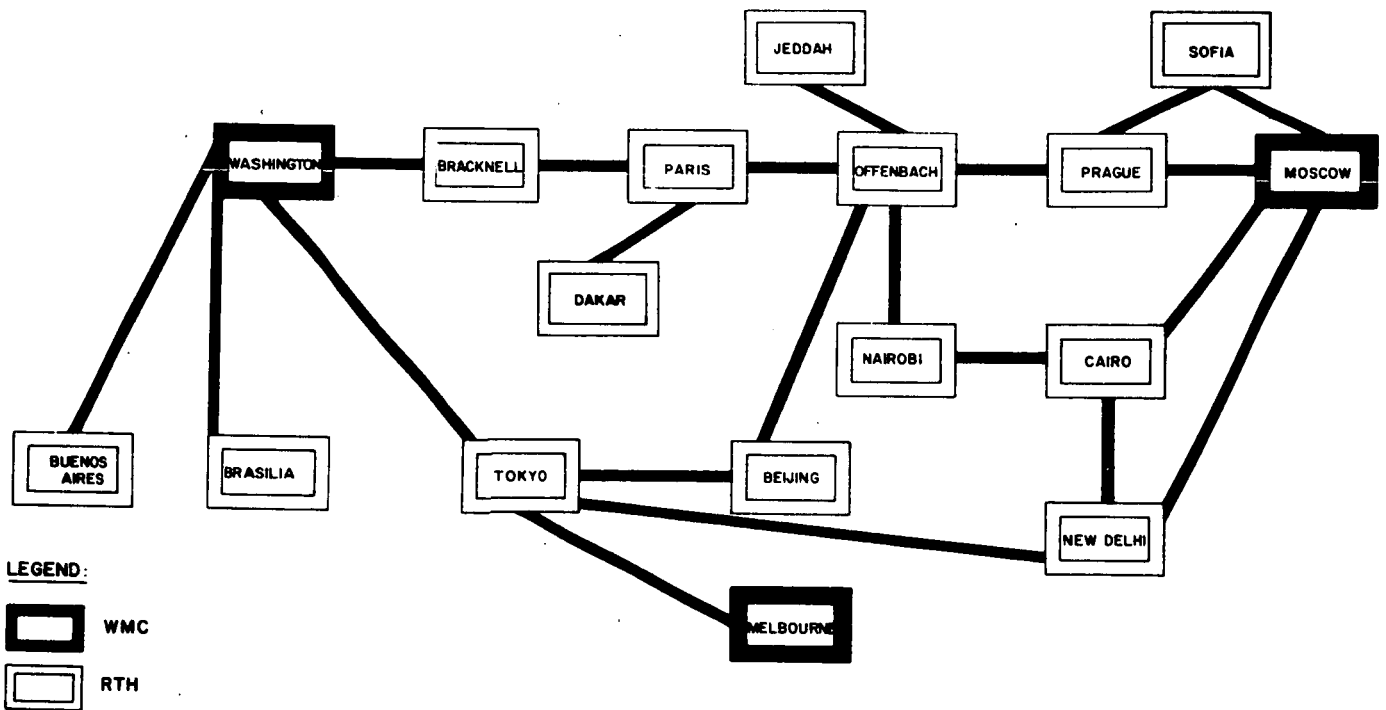 JEDDAH
SOFIA
WASHINGTON
BRACKNELL
PARIS
OFFENBACH
PRAGUE
MOSCOW
DAKAR
NAIROBI
CAIRO
BUENOS
AIRES
BRASILIA
TOKYO
BEIJING
NEW DELHI
MELBOURNE
LEGEND:
WMC
RTH